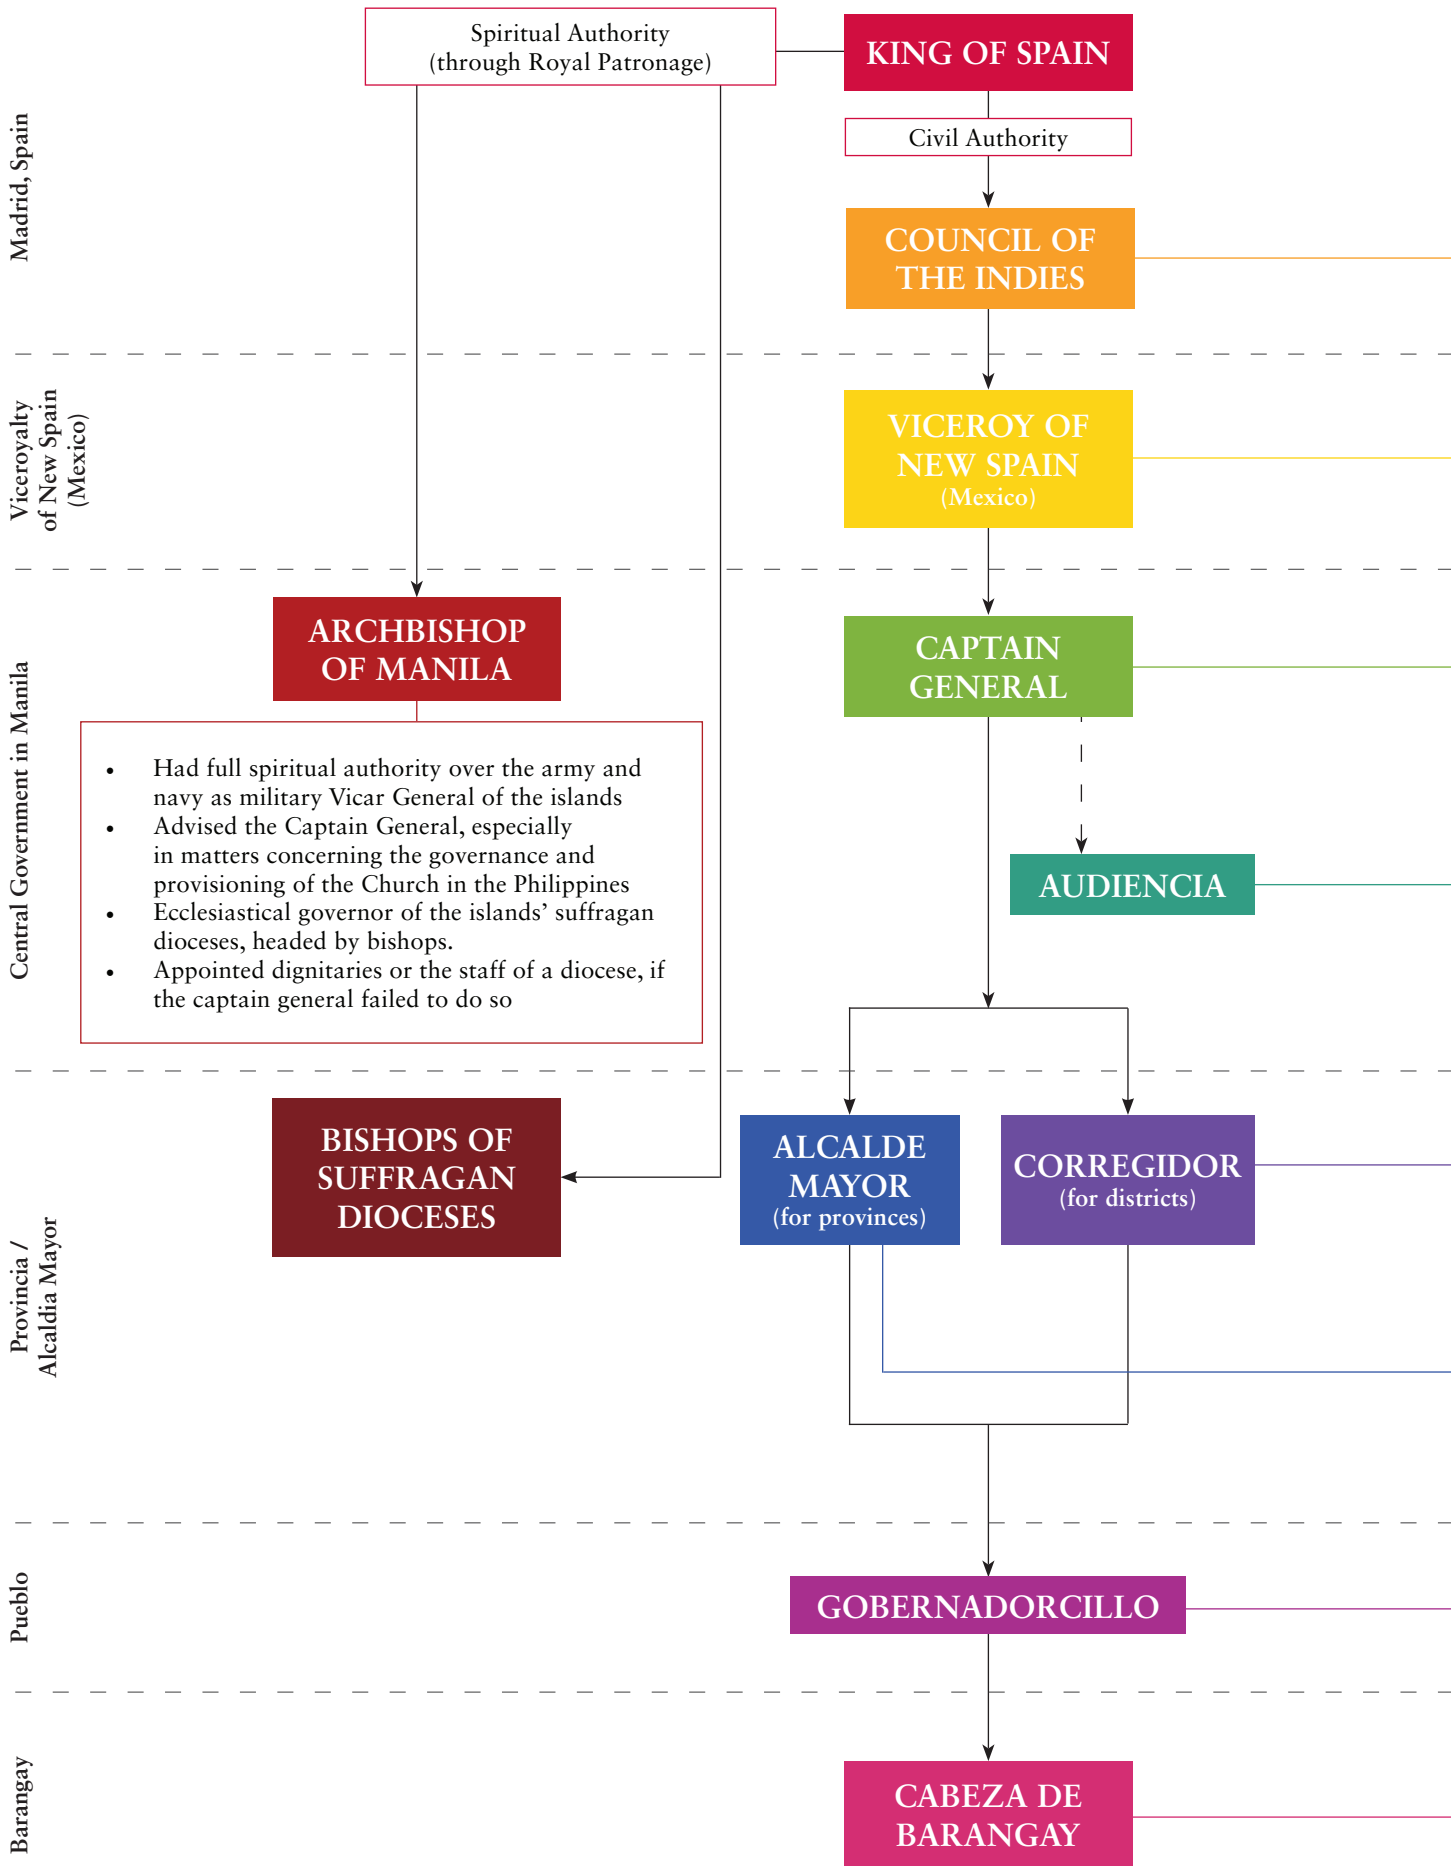 Spiritual Authority
(through Royal Patronage)
KING OF SPAIN
Civil Authority
Madrid, Spain
COUNCIL OF
THE INDIES
Viceroyalty
of New Spain
(Mexico)
VICEROY OF
NEW SPAIN
(Mexico)
Central Government in Manila
ARCHBISHOP
OF MANILA
CAPTAIN
GENERAL
• Had full spiritual authority over the army and
navy as military Vicar General of the islands
• Advised the Captain General, especially
in matters concerning the governance and
provisioning of the Church in the Philippines
• Ecclesiastical governor of the islands’ suffragan
dioceses, headed by bishops.
• Appointed dignitaries or the staff of a diocese, if
the captain general failed to do so
AUDIENCIA
Provincia /
Alcaldia Mayor
BISHOPS OF
SUFFRAGAN
DIOCESES
ALCALDE
MAYOR
(for provinces)
CORREGIDOR
(for districts)
Pueblo
GOBERNADORCILLO
Barangay
CABEZA DE
BARANGAY